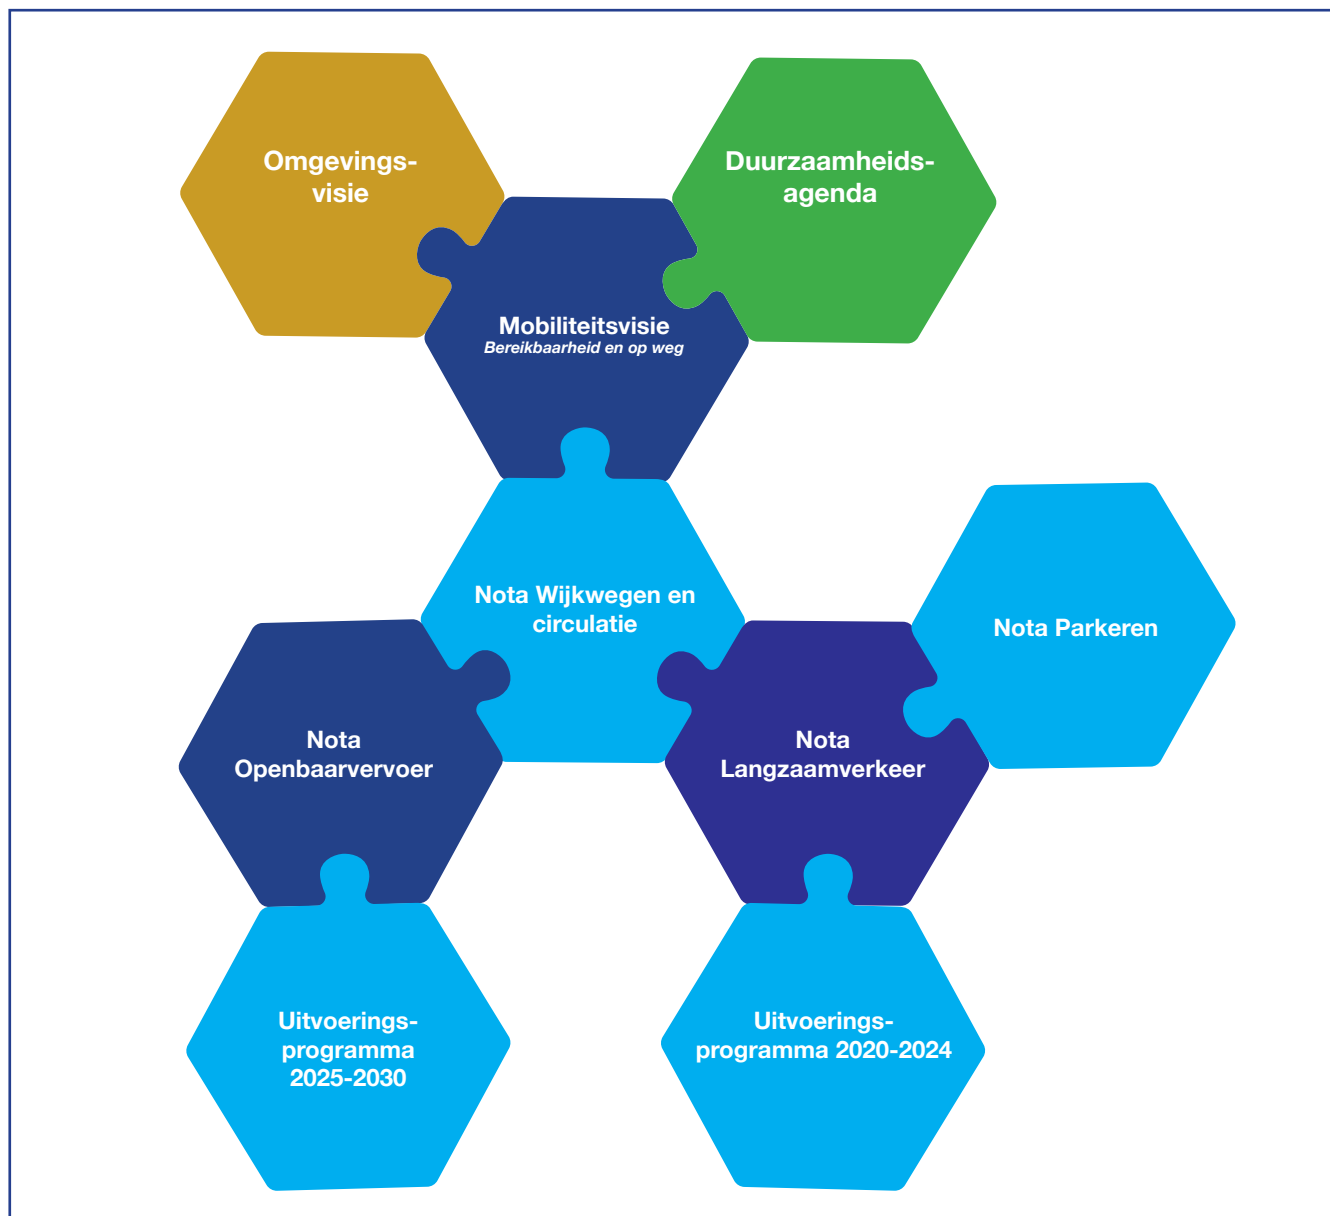 Omgevings-
visie
Duurzaamheids-
agenda
Mobiliteitsvisie
Bereikbaarheid en op weg
Nota Wijkwegen en
circulatie
Nota Parkeren
Nota
Openbaarvervoer
Nota
Langzaamverkeer
Uitvoerings-
programma
2025-2030
Uitvoerings-
programma 2020-2024